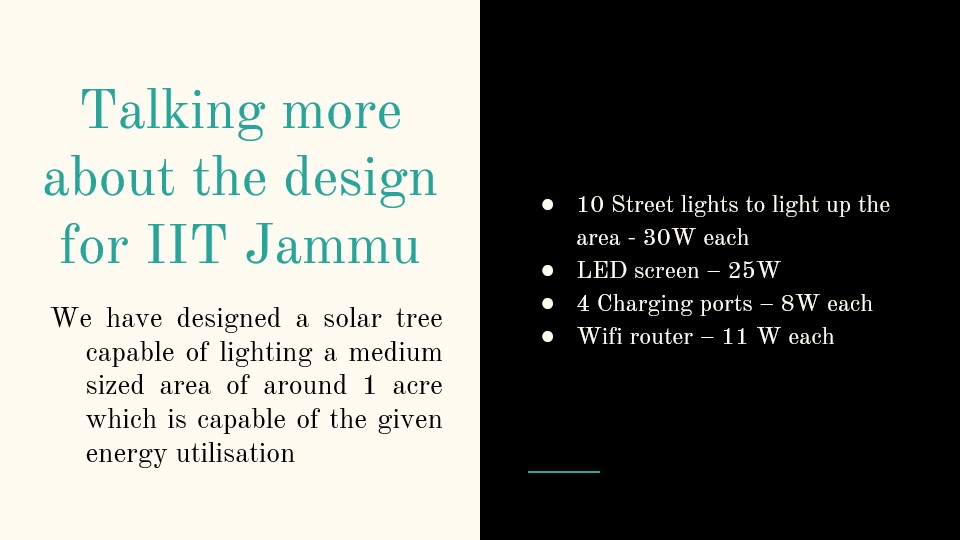 Talking more
about the design
for IIT Jammu
We have designed a solar tree
capable of lighting a medium
sized area of around 1 acre
which is capable of the given
energy utilisation
● 10 Street lights to light up the
area - 30W each
● LED screen – 25W
● 4 Charging ports – 8W each
● Wifi router – 11 W each